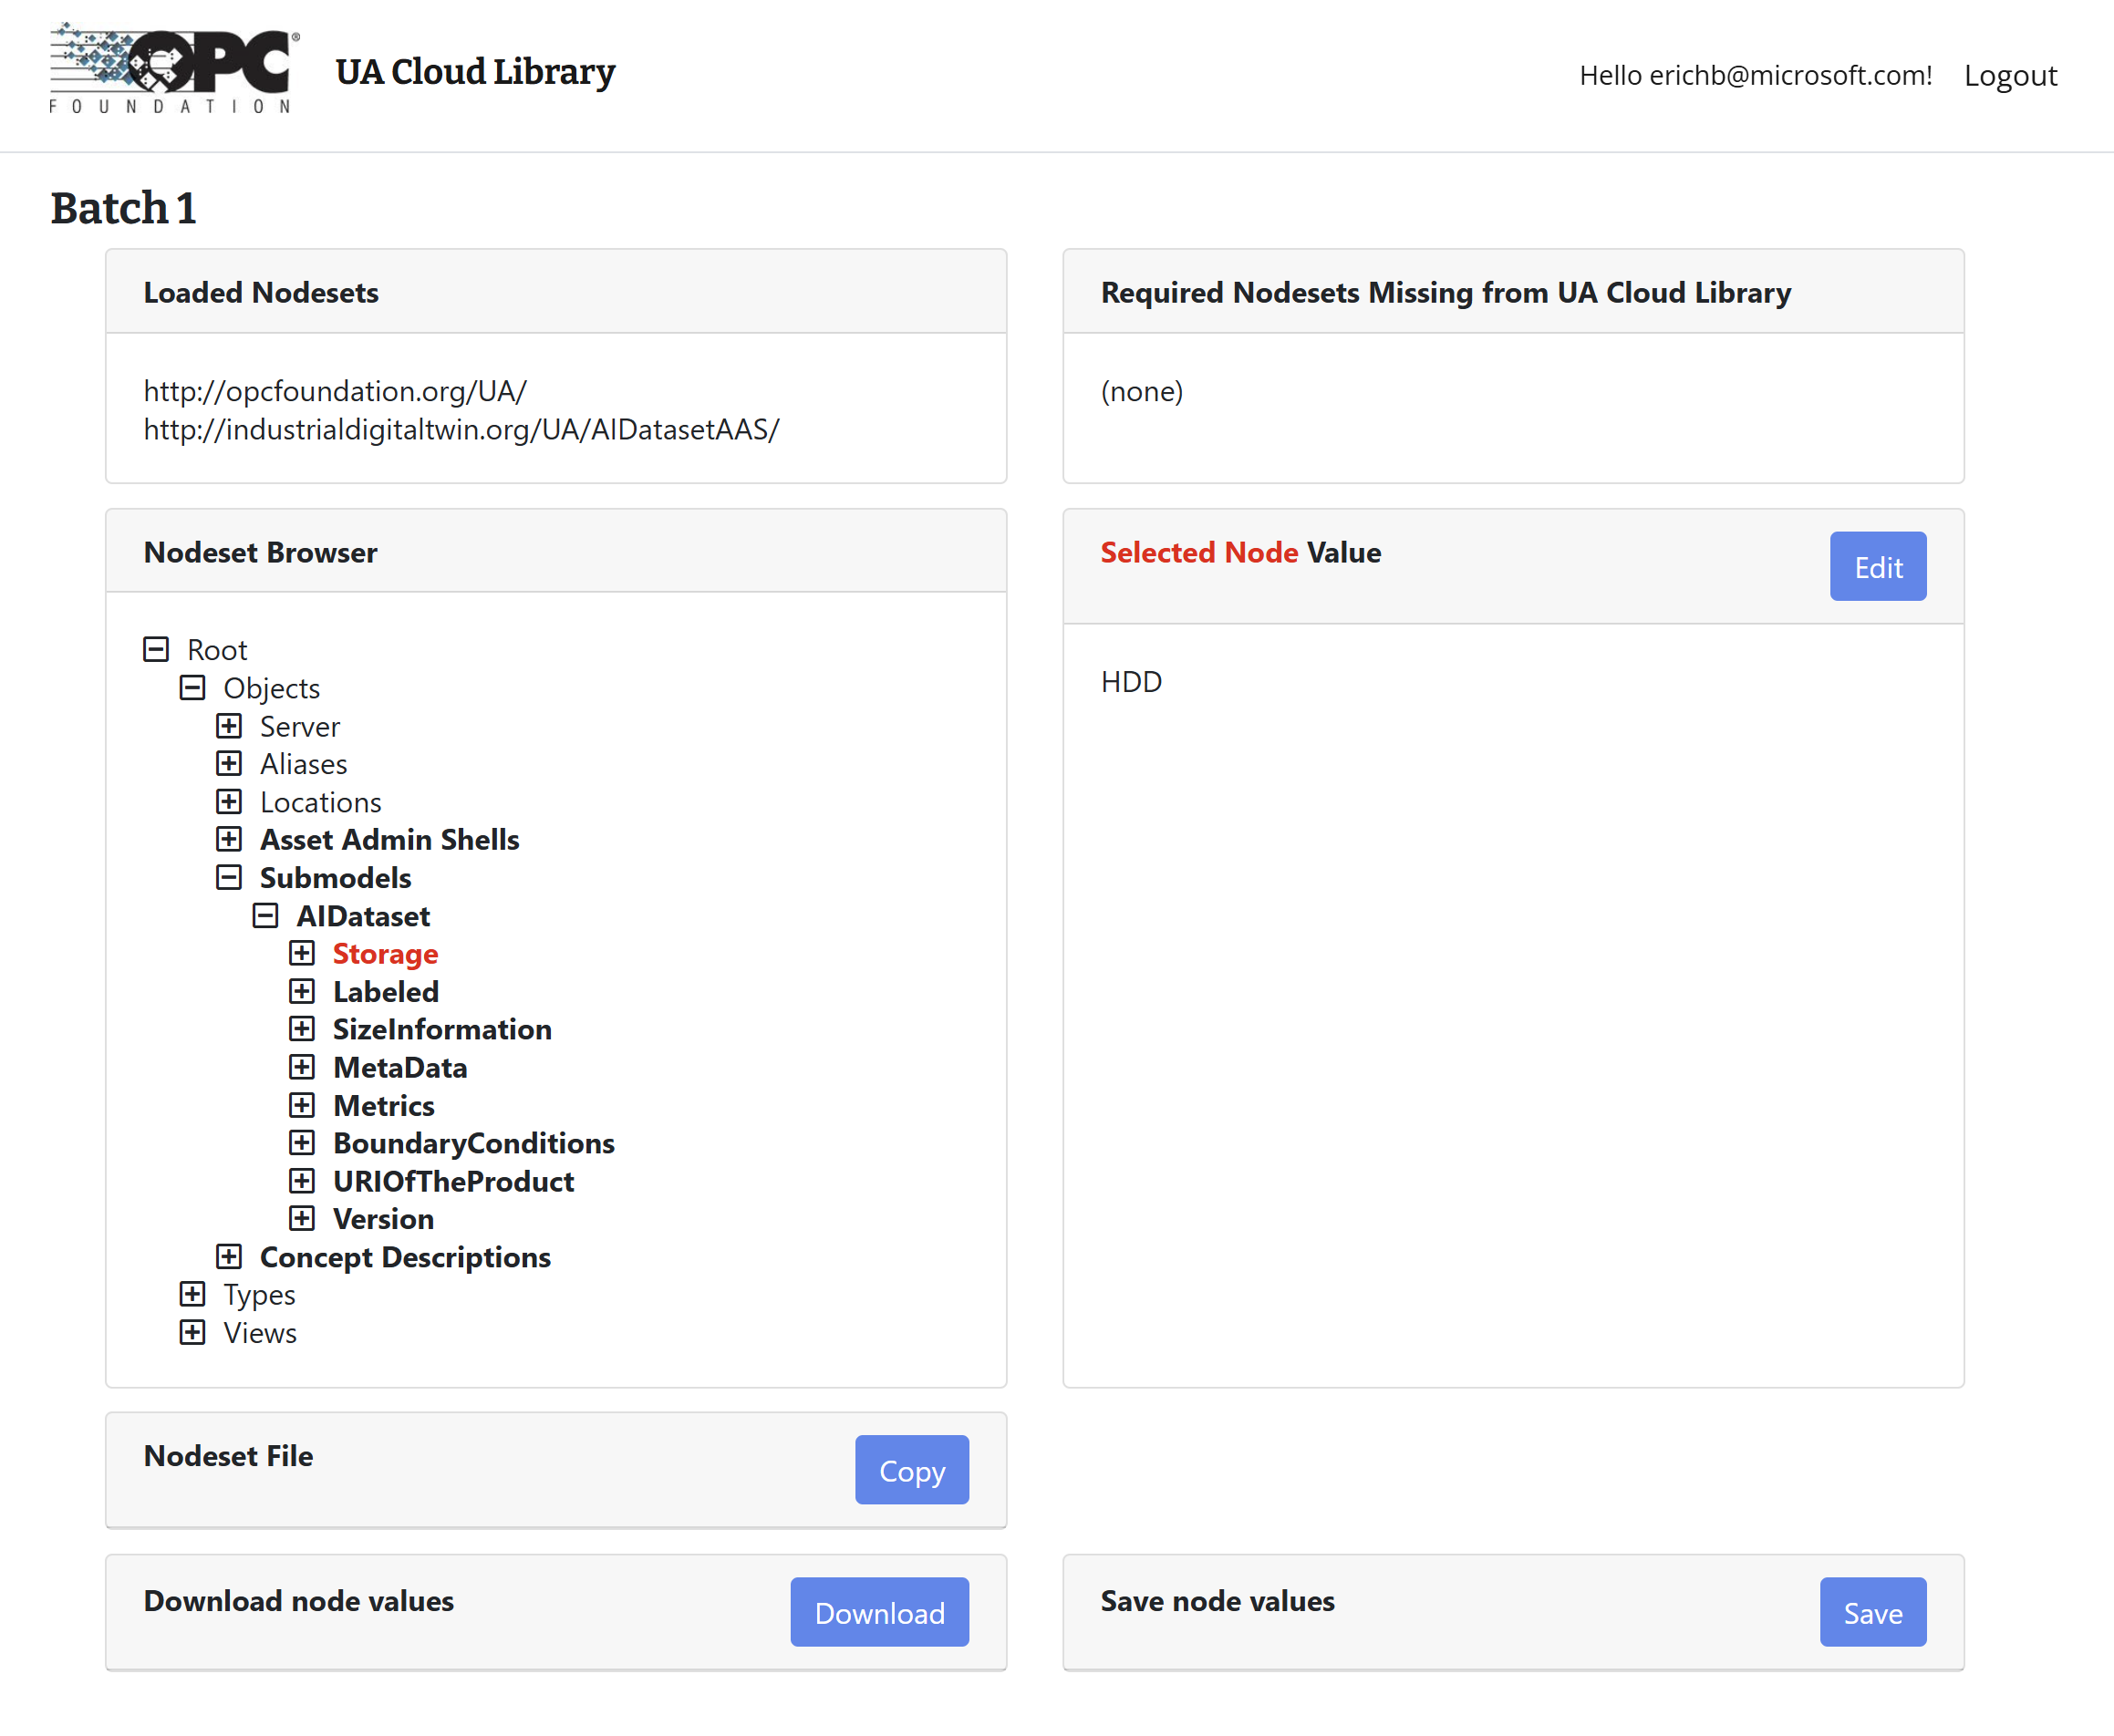 OPC®
FOUNDATION
UA Cloud Library
Hello erichb@microsoft.com!
Logout
Batch 1
Loaded Nodesets
http://opcfoundation.org/UA/
http://industrialdigitaltwin.org/UA/AIDatasetAAS/
Required Nodesets Missing from UA Cloud Library
(none)
Nodeset Browser
Root
Objects
Server
Aliases
Locations
Asset Admin Shells
Submodels
AIDataset
Storage
Labeled
SizeInformation
MetaData
Metrics
BoundaryConditions
URIOfTheProduct
Version
Concept Descriptions
Types
Views
Selected Node Value
Edit
HDD
Nodeset File
Copy
Download node values
Download
Save node values
Save